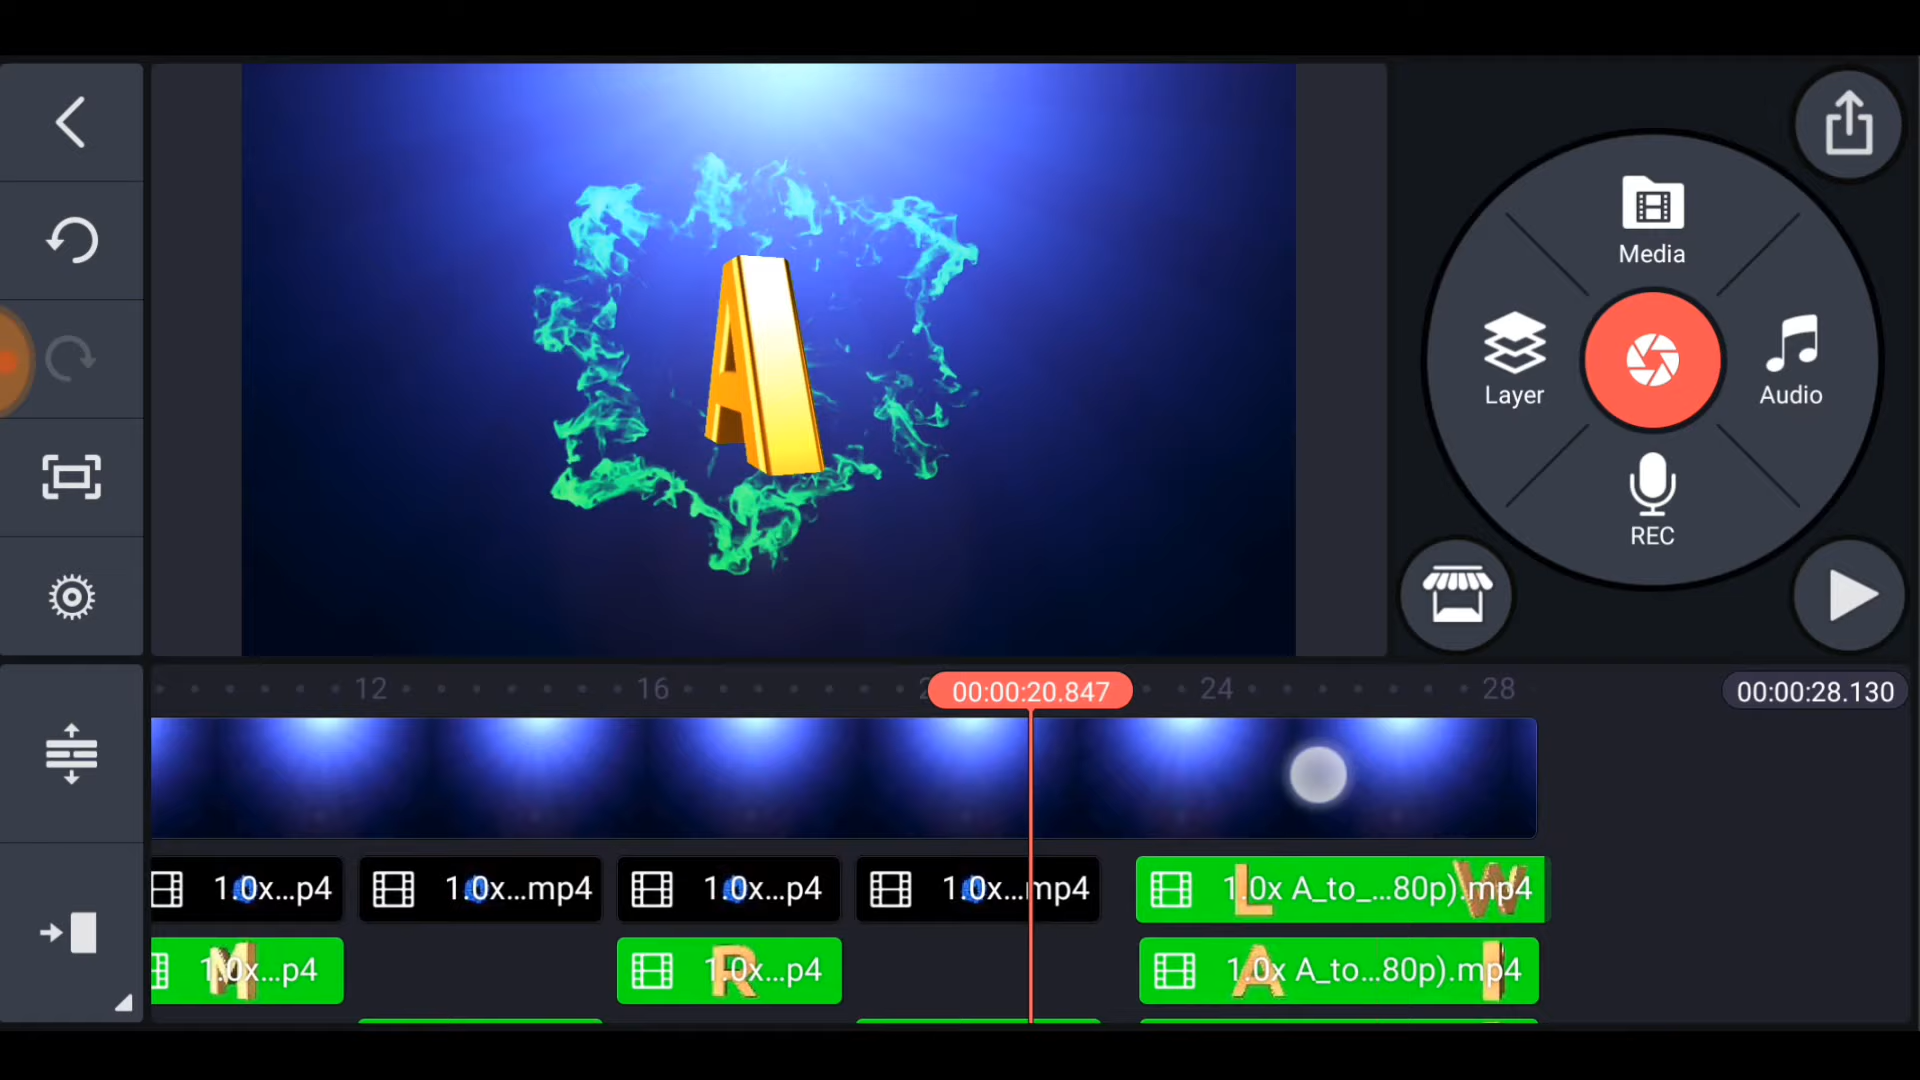 A
Media
Layer
Audio
REC
12
16
00:00:20.847
24
28
00:00:28.130
1.0x...p4
1.0x...mp4
1.0x...p4
1.0x...mp4
1.0x A_to_...80p).mp4
L
W
1.0x...p4
M
1.0x...p4
R
1.0x A_to...80p).mp4
A
I